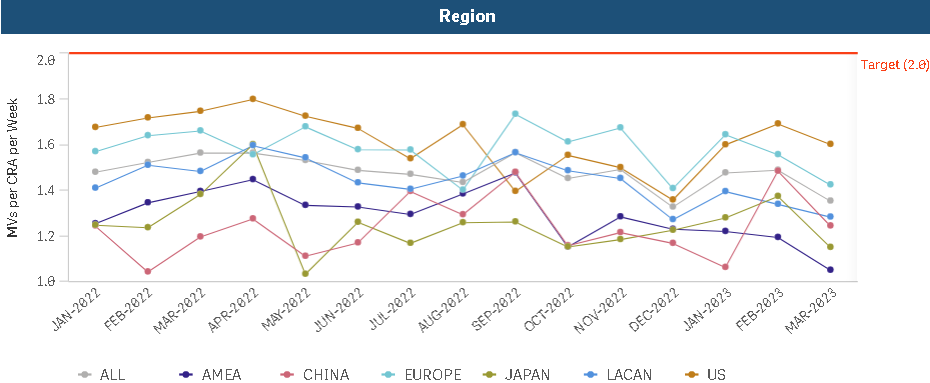 Region
Target (2.0)
MVs per CRA per Week
2.0
1.8
1.6
1.4
1.2
1.0
JAN-2022
FEB-2022
MAR-2022
APR-2022
MAY-2022
JUN-2022
JUL-2022
AUG-2022
SEP-2022
OCT-2022
NOV-2022
DEC-2022
JAN-2023
FEB-2023
MAR-2023
ALL AMEA CHINA EUROPE JAPAN LACAN US